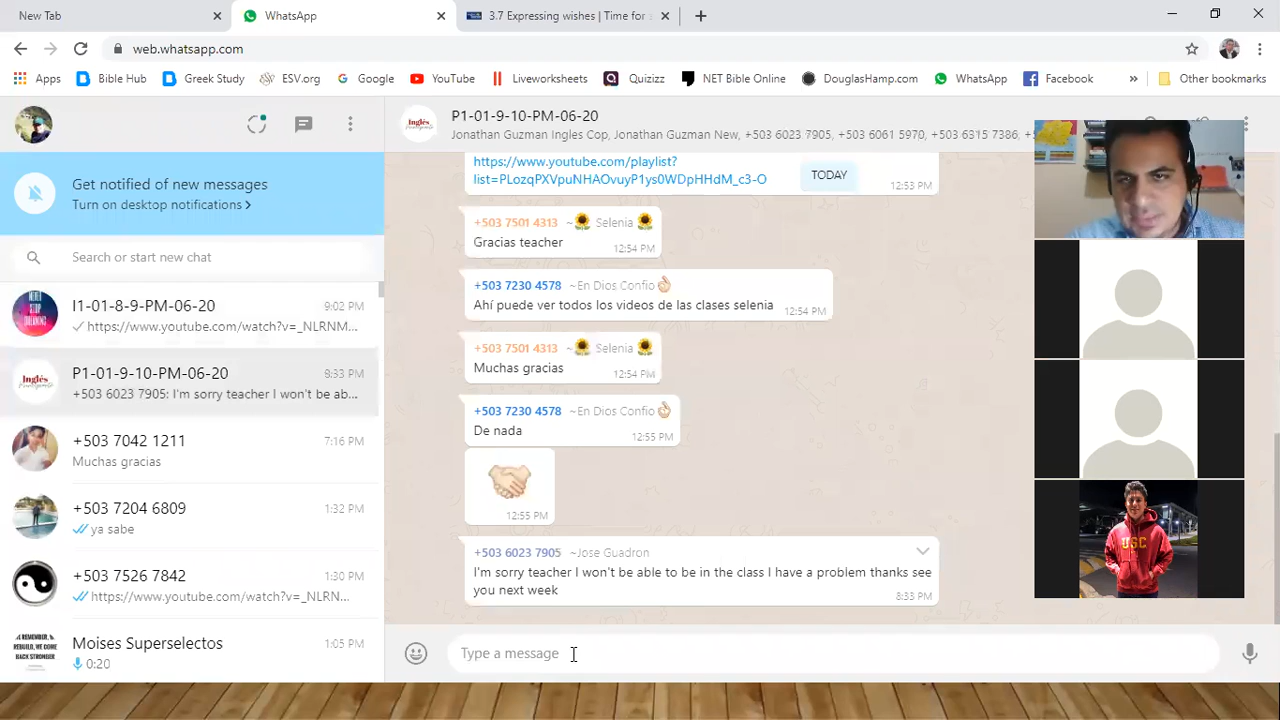 New Tab
WhatsApp
3.7 Expressing wishes | Time for
web.whatsapp.com
Apps
Bible Hub
Greek Study
ESV.org
Google
YouTube
Liveworksheets
Quizizz
NET Bible Online
DouglasHamp.com
WhatsApp
Facebook
Other bookmarks
Get notified of new messages
Turn on desktop notifications
Search or start new chat
I1-01-8-9-PM-06-20
9:02 PM
https://www.youtube.com/watch?v=_NLRNM...
P1-01-9-10-PM-06-20
8:33 PM
+503 6023 7905: I'm sorry teacher I won't be ab...
+503 7042 1211
7:16 PM
Muchas gracias
+503 7204 6809
1:32 PM
ya sabe
+503 7526 7842
1:30 PM
https://www.youtube.com/watch?v=_NLRN...
Moises Superselectos
1:05 PM
0:20
P1-01-9-10-PM-06-20
Jonathan Guzman Ingles Cop, Jonathan Guzman New, +503 6023 7905, +503 6061 5970, +503 6315 7386,
https://www.youtube.com/playlist?
list=PLozqPXVpuNHAOvuyP1ys0WDpHHdM_c3-O
12:53 PM
TODAY
+503 7501 4313 ~🌻 Selenia 🌻
Gracias teacher
12:54 PM
+503 7230 4578 ~En Dios Confio👌🏻
Ahí puede ver todos los videos de las clases selenia
12:54 PM
+503 7501 4313 ~🌻 Selenia 🌻
Muchas gracias
12:54 PM
+503 7230 4578 ~En Dios Confio👌🏻
De nada
12:55 PM
12:55 PM
+503 6023 7905 ~Jose Guadron
I'm sorry teacher I won't be able to be in the class I have a problem thanks see
you next week
8:33 PM
Type a message
USC